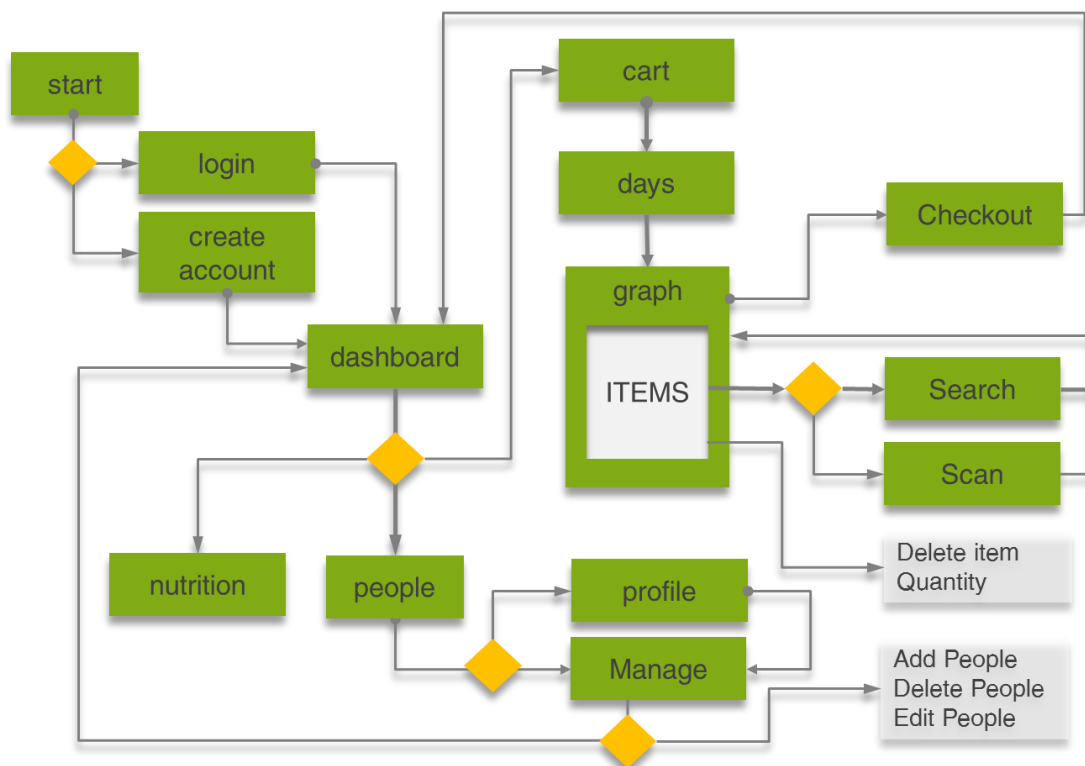 start
login
create
account
dashboard
nutrition
people
cart
days
graph
ITEMS
Checkout
Search
Scan
Delete item
Quantity
profile
Manage
Add People
Delete People
Edit People